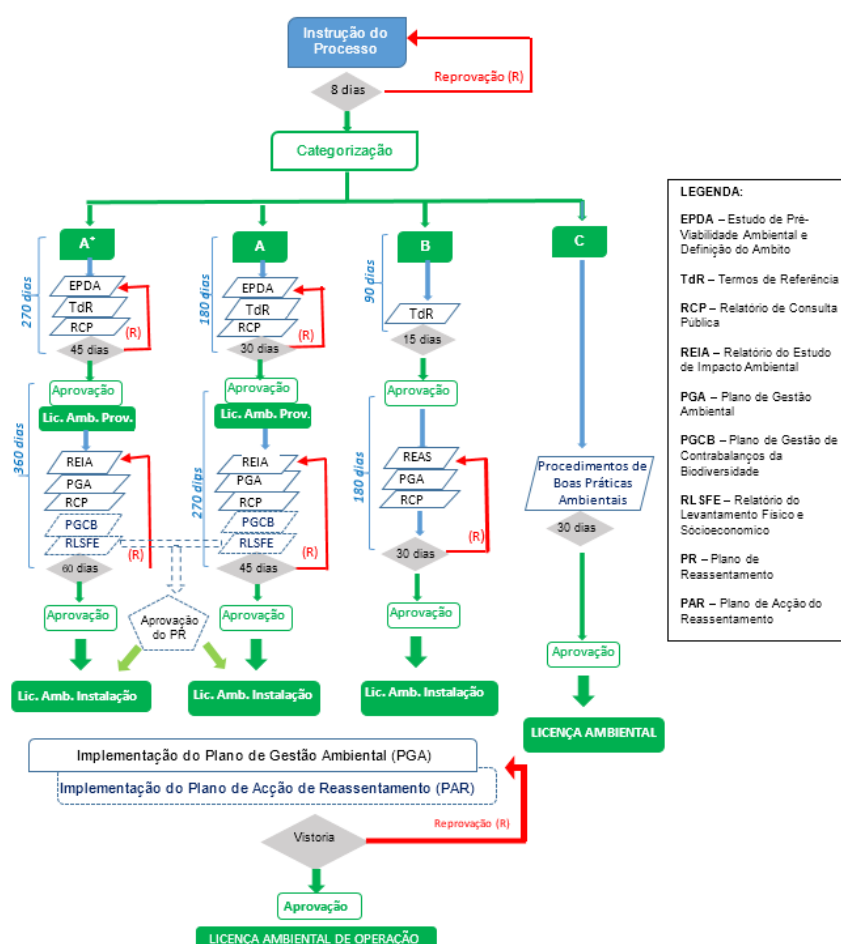 Instrução do
Processo
Reprovação (R)
8 dias
Categorização
A+
A
B
C
270 dias
EPDA
TdR
RCP
(R)
45 dias
180 dias
EPDA
TdR
RCP
(R)
30 dias
90 dias
TdR
15 dias
Aprovação
Lic. Amb. Prov.
Aprovação
Lic. Amb. Prov.
Aprovação
360 dias
REIA
PGA
RCP
PGCB
RLSFE
(R)
60 dias
270 dias
REIA
PGA
RCP
PGCB
RLSFE
(R)
45 dias
180 dias
REAS
PGA
RCP
(R)
30 dias
Procedimentos de
Boas Práticas
Ambientais
30 dias
Aprovação
Aprovação
do PR
Aprovação
Aprovação
Aprovação
Lic. Amb. Instalação
Lic. Amb. Instalação
Lic. Amb. Instalação
LICENÇA AMBIENTAL
Implementação do Plano de Gestão Ambiental (PGA)
Implementação do Plano de Acção de Reassentamento (PAR)
Reprovação (R)
Vistoria
Aprovação
LICENÇA AMBIENTAL DE OPERAÇÃO
LEGENDA:
EPDA – Estudo de Pré-
Viabilidade Ambiental e
Definição do Ambito
TdR – Termos de Referência
RCP – Relatório de Consulta
Pública
REIA – Relatório do Estudo
de Impacto Ambiental
PGA – Plano de Gestão
Ambiental
PGCB – Plano de Gestão de
Contrabalanços da
Biodiversidade
RLSFE – Relatório do
Levantamento Físico e
Sócioeconomico
PR – Plano de
Reassentamento
PAR – Plano de Acção do
Reassentamento